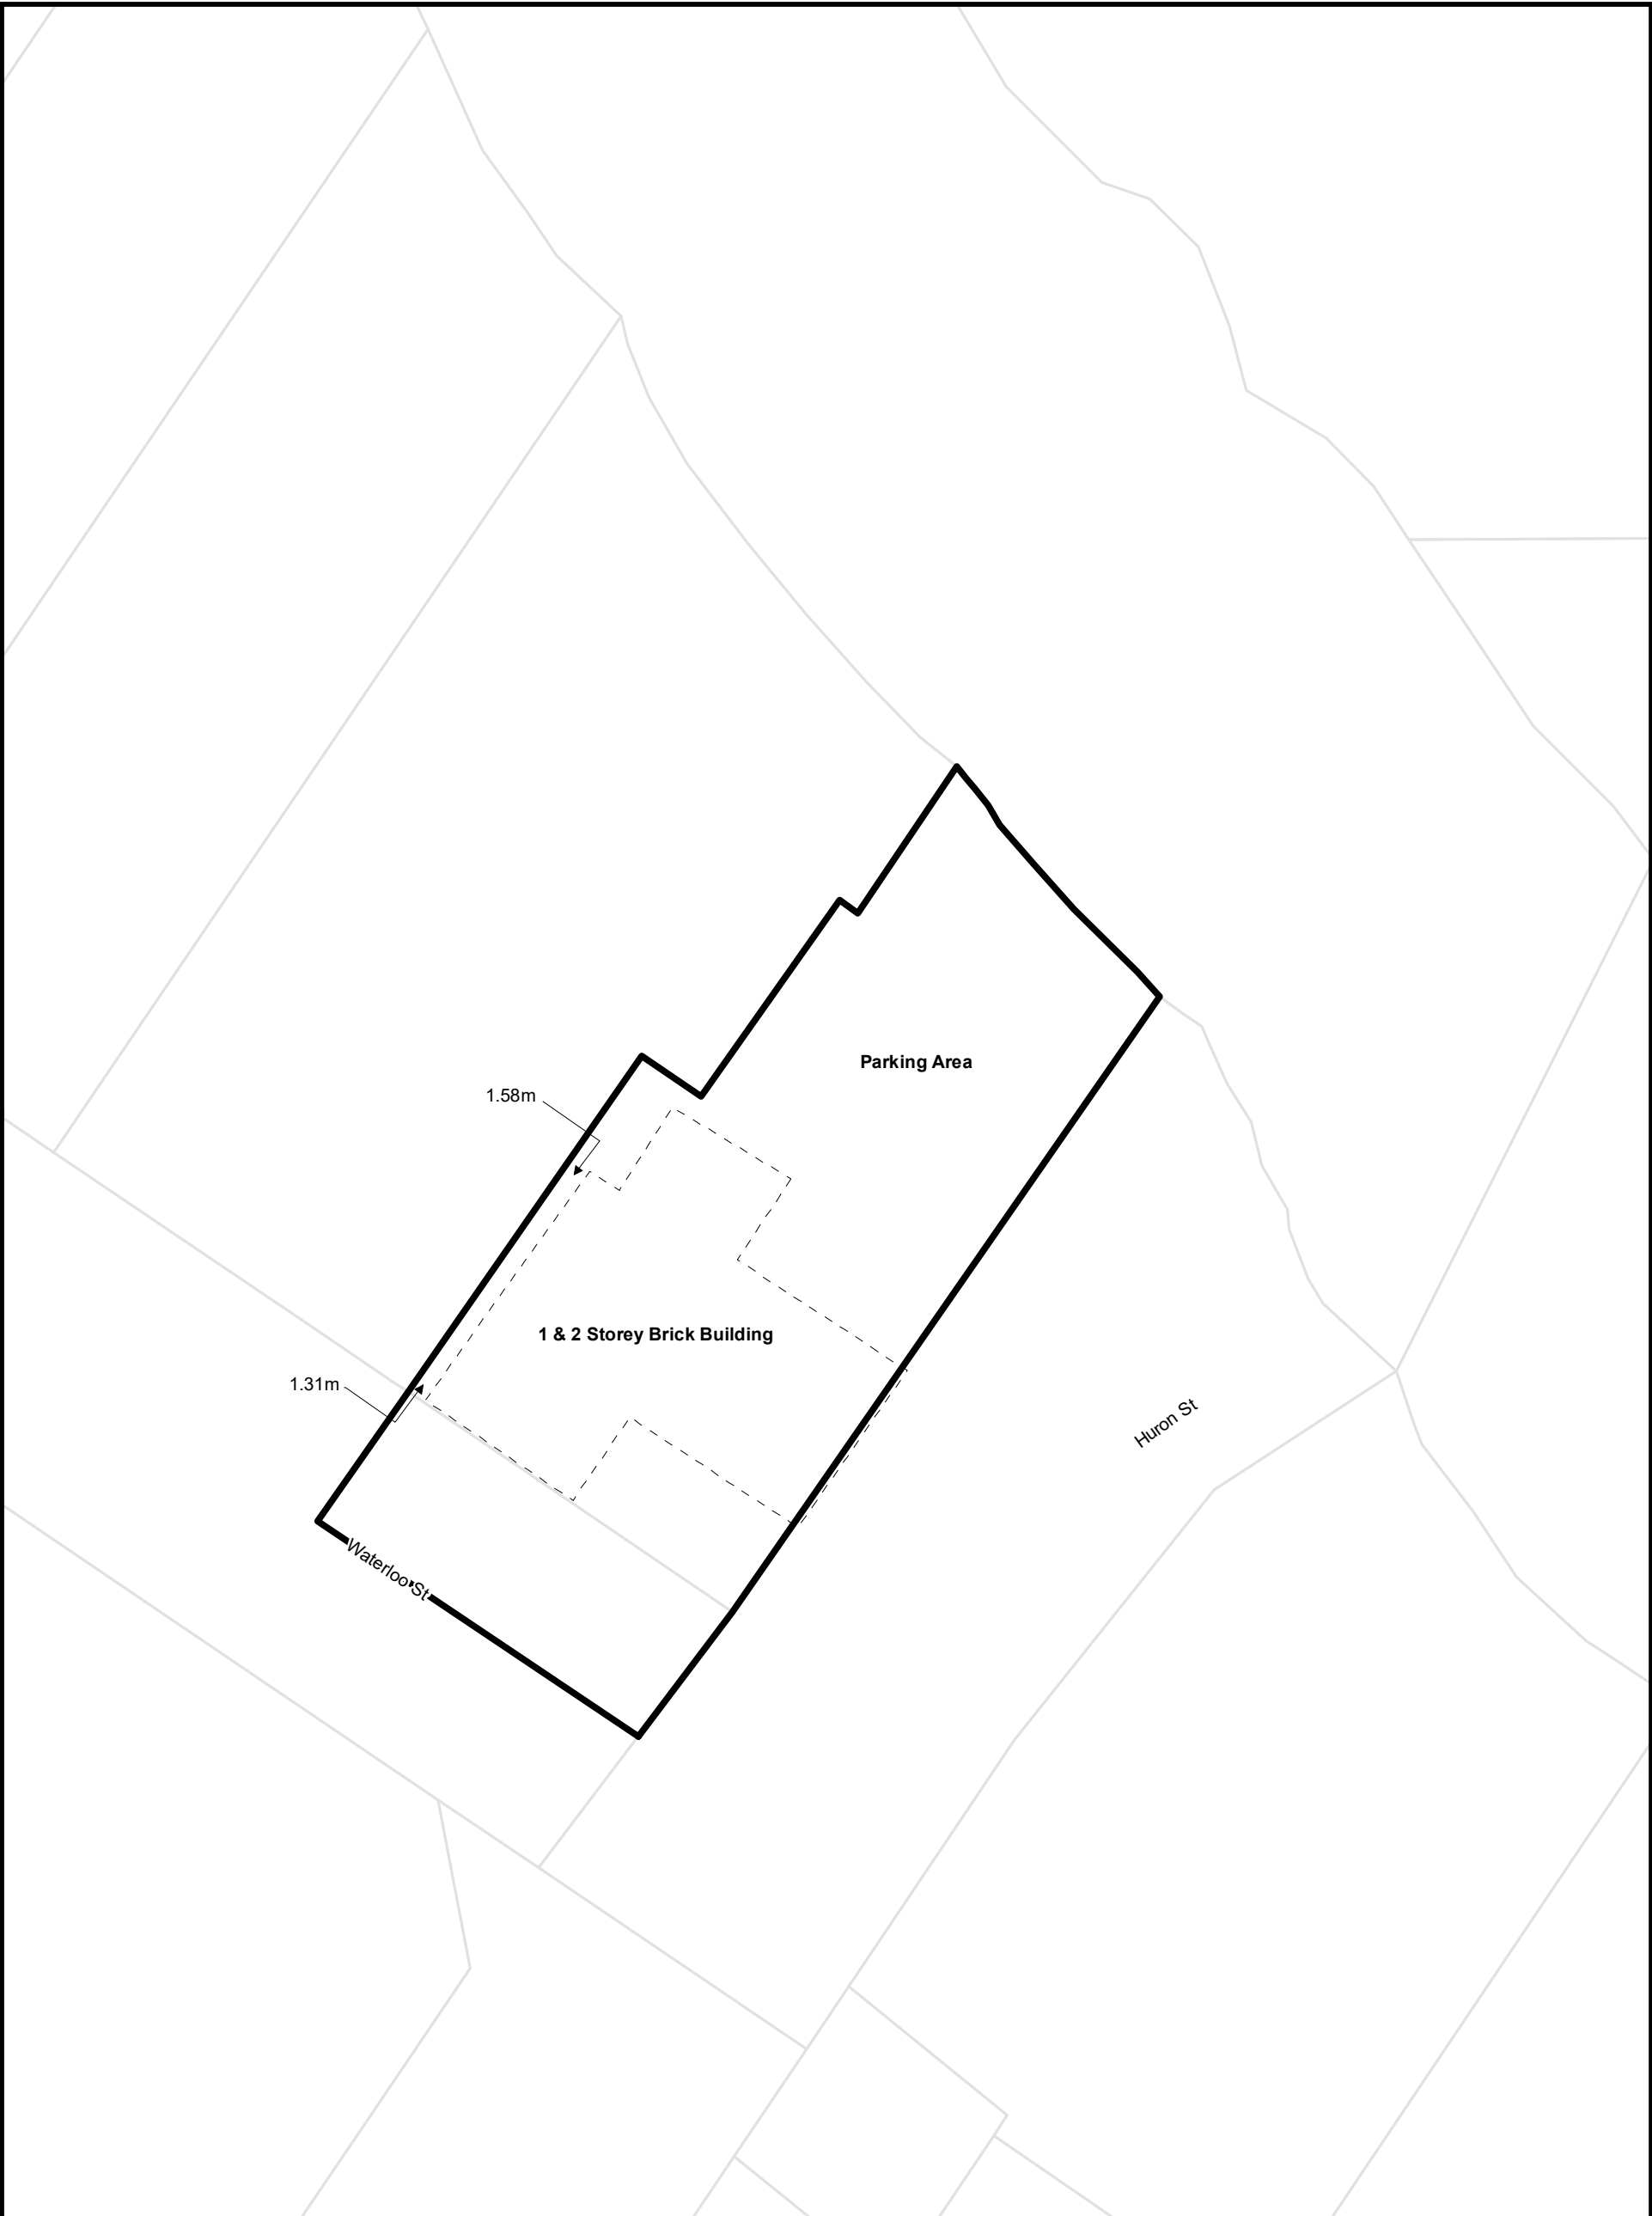 Parking Area
1.58m
1 & 2 Storey Brick Building
1.31m
Huron St
Waterloo St